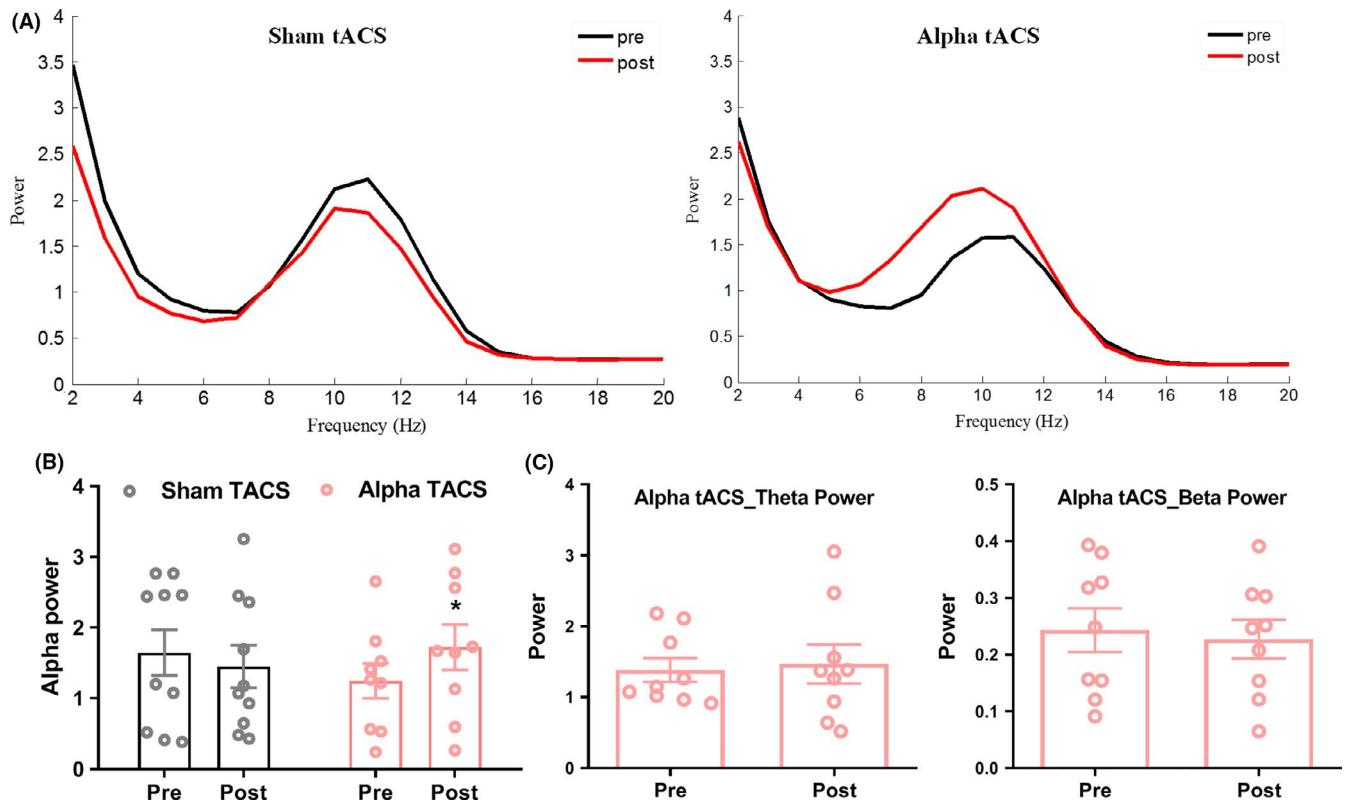 (A)
Sham tACS
pre
post
4
3.5
3
2.5
2
1.5
1
0.5
0
Power
2 4 6 8 10 12 14 16 18 20
Frequency (Hz)
Alpha tACS
pre
post
4
3.5
3
2.5
2
1.5
1
0.5
0
Power
2 4 6 8 10 12 14 16 18 20
Frequency (Hz)
(B)
Sham TACS Alpha TACS
4
3
2
1
0
Alpha power
*
Pre Post Pre Post
(C)
Alpha tACS_Theta Power
4
3
2
1
0
Power
Pre Post
Alpha tACS_Beta Power
0.5
0.4
0.3
0.2
0.1
0.0
Power
Pre Post